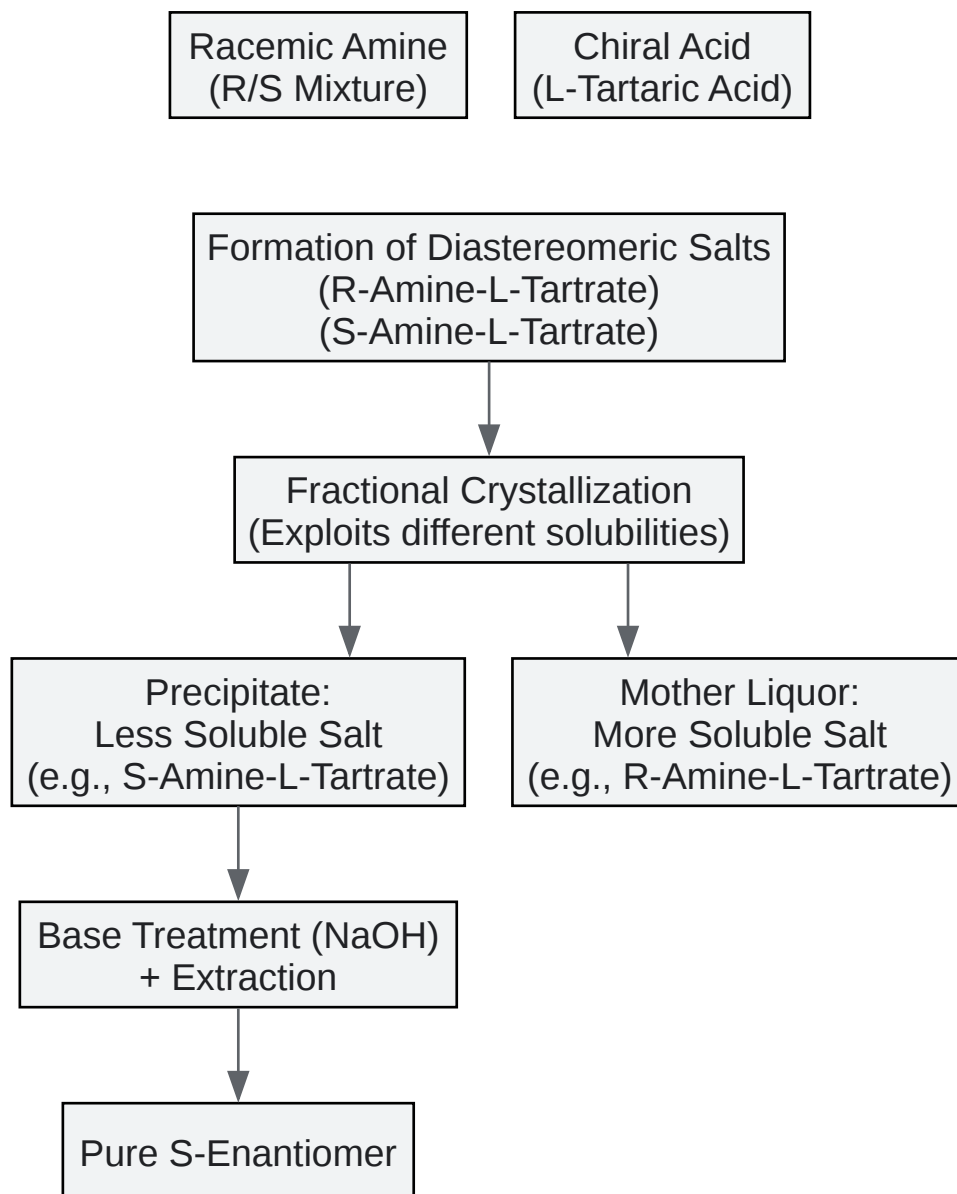 Racemic Amine
(R/S Mixture)
Chiral Acid
(L-Tartaric Acid)
Formation of Diastereomeric Salts
(R-Amine-L-Tartrate)
(S-Amine-L-Tartrate)
Fractional Crystallization
(Exploits different solubilities)
Precipitate:
Less Soluble Salt
(e.g., S-Amine-L-Tartrate)
Mother Liquor:
More Soluble Salt
(e.g., R-Amine-L-Tartrate)
Base Treatment (NaOH)
+ Extraction
Pure S-Enantiomer